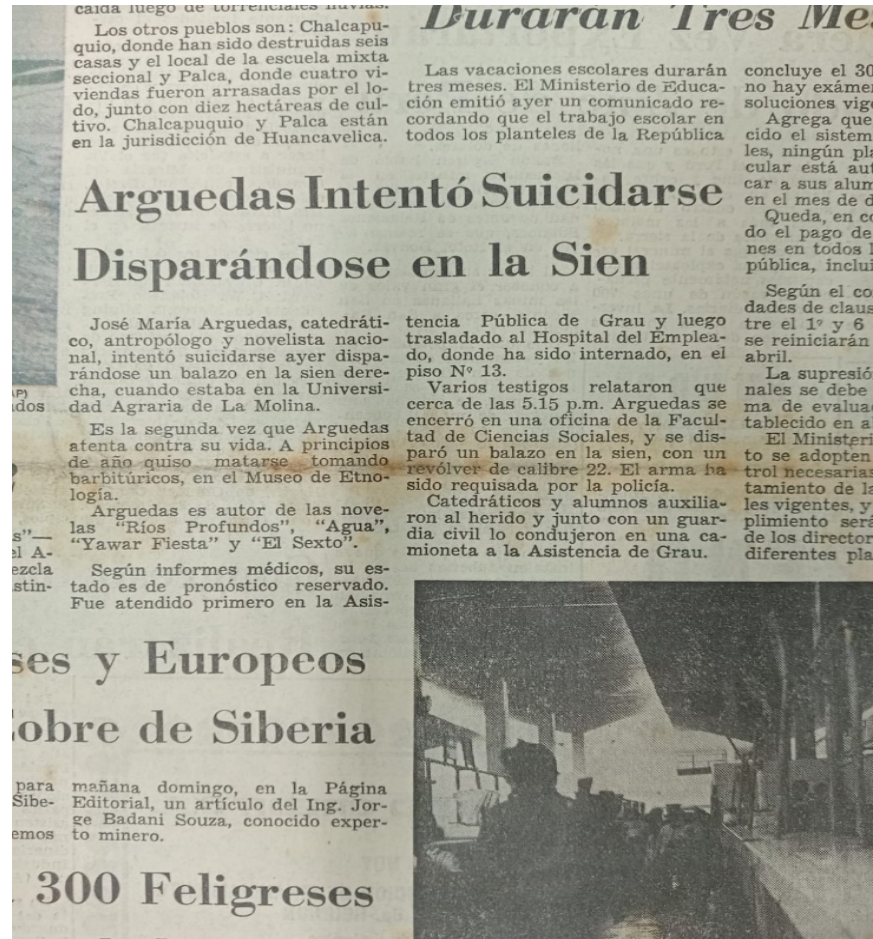 caída luego de torrenciales lluvias.
Los otros pueblos son: Chalcapu-
quio, donde han sido destruidas seis
casas y el local de la escuela mixta
seccional y Palca, donde cuatro vi-
viendas fueron arrasadas por el lo-
do, junto con diez hectáreas de cul-
tivo. Chalcapuquio y Palca están
en la jurisdicción de Huancavelica.
Durarán Tres Me
Las vacaciones escolares durarán
tres meses. El Ministerio de Educa-
ción emitió ayer un comunicado re-
cordando que el trabajo escolar en
todos los planteles de la República
concluye el 30
no hay exáme
soluciones vige
Agrega que
cido el sistem
les, ningún pl
cular está aut
car a sus alum
en el mes de d
Queda, en c
do el pago de
nes en todos l
pública, inclui
Según el co
dades de claus
tre el 1º y 6
se reiniciarán
abril.
La supresió
nales se debe
ma de evalua
tablecido en a
El Ministeri
to se adopten
trol necesarias
tamiento de la
les vigentes, y
plimiento será
de los director
diferentes pla
Arguedas Intentó Suicidarse
Disparándose en la Sien
José María Arguedas, catedráti-
co, antropólogo y novelista nacio-
nal, intentó suicidarse ayer dispa-
rándose un balazo en la sien dere-
cha, cuando estaba en la Universi-
dad Agraria de La Molina.
Es la segunda vez que Arguedas
atenta contra su vida. A principios
de año quiso matarse tomando
barbitúricos, en el Museo de Etno-
logía.
Arguedas es autor de las nove-
las "Ríos Profundos", "Agua",
"Yawar Fiesta" y "El Sexto".
Según informes médicos, su es-
tado es de pronóstico reservado.
Fue atendido primero en la Asis-
tencia Pública de Grau y luego
trasladado al Hospital del Emplea-
do, donde ha sido internado, en el
piso Nº 13.
Varios testigos relataron que
cerca de las 5.15 p.m. Arguedas se
encerró en una oficina de la Facul-
tad de Ciencias Sociales, y se dis-
paró un balazo en la sien, con un
revólver de calibre 22. El arma ha
sido requisada por la policía.
Catedráticos y alumnos auxilia-
ron al herido y junto con un guar-
dia civil lo condujeron en una ca-
mioneta a la Asistencia de Grau.
dos
s"—
el A-
ezcla
stin-
ses y Europeos
obre de Siberia
para
Sibe-
emos
mañana domingo, en la Página
Editorial, un artículo del Ing. Jor-
ge Badani Souza, conocido exper-
to minero.
300 Feligreses